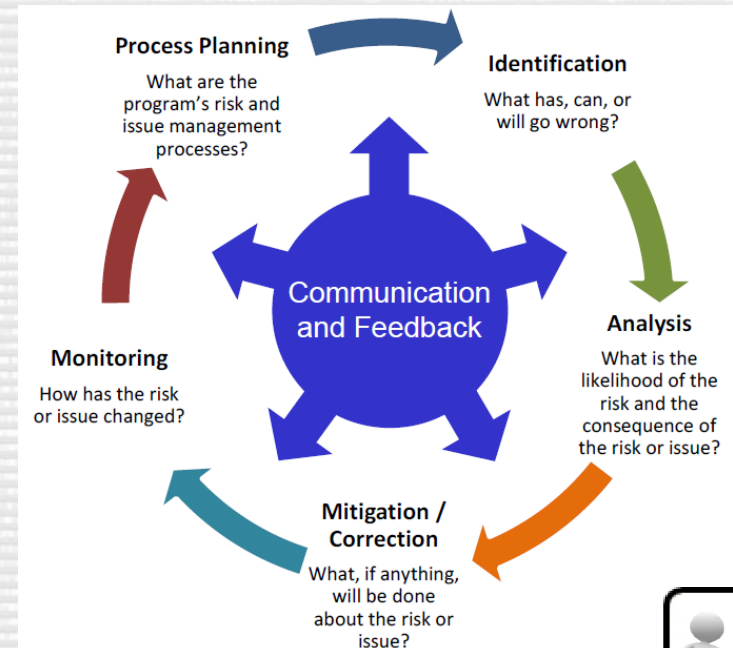 Process Planning
What are the
program's risk and
issue management
processes?
Identification
What has, can, or
will go wrong?
Communication
and Feedback
Analysis
What is the
likelihood of the
risk and the
consequence of
the risk or issue?
Mitigation /
Correction
What, if anything,
will be done
about the risk or
issue?
Monitoring
How has the risk
or issue changed?